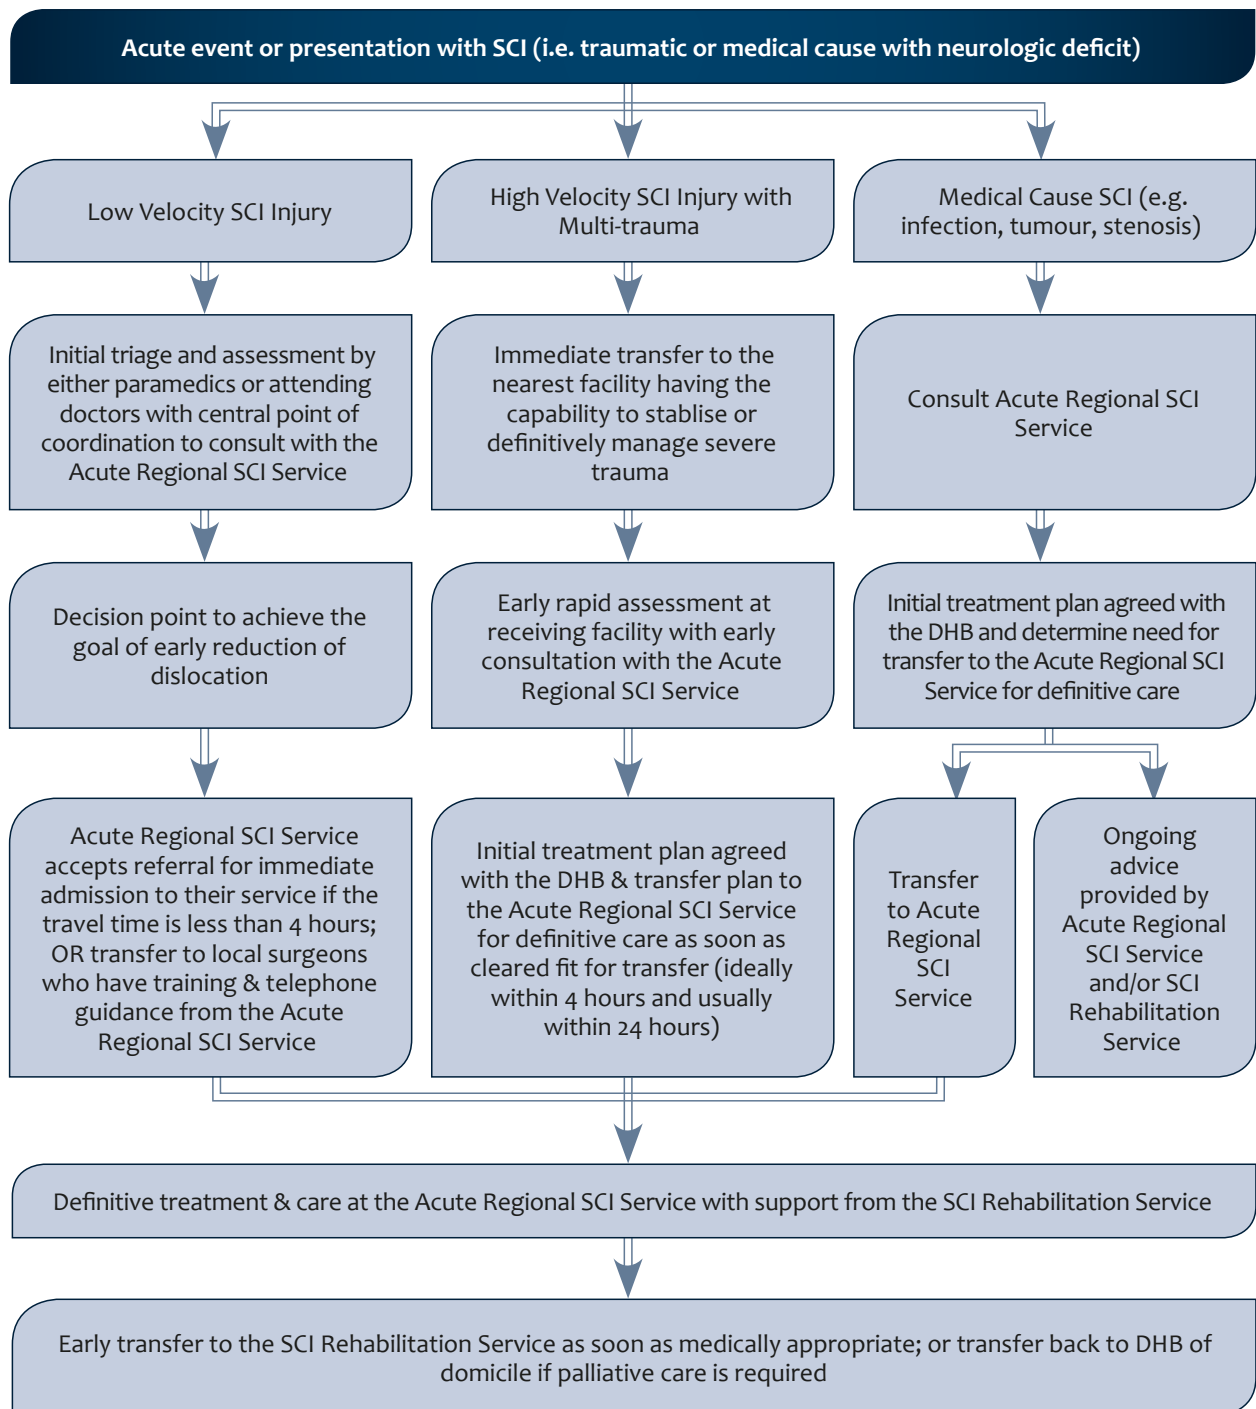 Acute event or presentation with SCI (i.e. traumatic or medical cause with neurologic deficit)
Low Velocity SCI Injury
High Velocity SCI Injury with
Multi-trauma
Medical Cause SCI (e.g.
infection, tumour, stenosis)
Initial triage and assessment by
either paramedics or attending
doctors with central point of
coordination to consult with the
Acute Regional SCI Service
Immediate transfer to the
nearest facility having the
capability to stablise or
definitively manage severe
trauma
Consult Acute Regional SCI
Service
Decision point to achieve the
goal of early reduction of
dislocation
Early rapid assessment at
receiving facility with early
consultation with the Acute
Regional SCI Service
Initial treatment plan agreed with
the DHB and determine need for
transfer to the Acute Regional SCI
Service for definitive care
Acute Regional SCI Service
accepts referral for immediate
admission to their service if the
travel time is less than 4 hours;
OR transfer to local surgeons
who have training & telephone
guidance from the Acute
Regional SCI Service
Initial treatment plan agreed
with the DHB & transfer plan to
the Acute Regional SCI Service
for definitive care as soon as
cleared fit for transfer (ideally
within 4 hours and usually
within 24 hours)
Transfer
to Acute
Regional
SCI
Service
Ongoing
advice
provided by
Acute Regional
SCI Service
and/or SCI
Rehabilitation
Service
Definitive treatment & care at the Acute Regional SCI Service with support from the SCI Rehabilitation Service
Early transfer to the SCI Rehabilitation Service as soon as medically appropriate; or transfer back to DHB of
domicile if palliative care is required